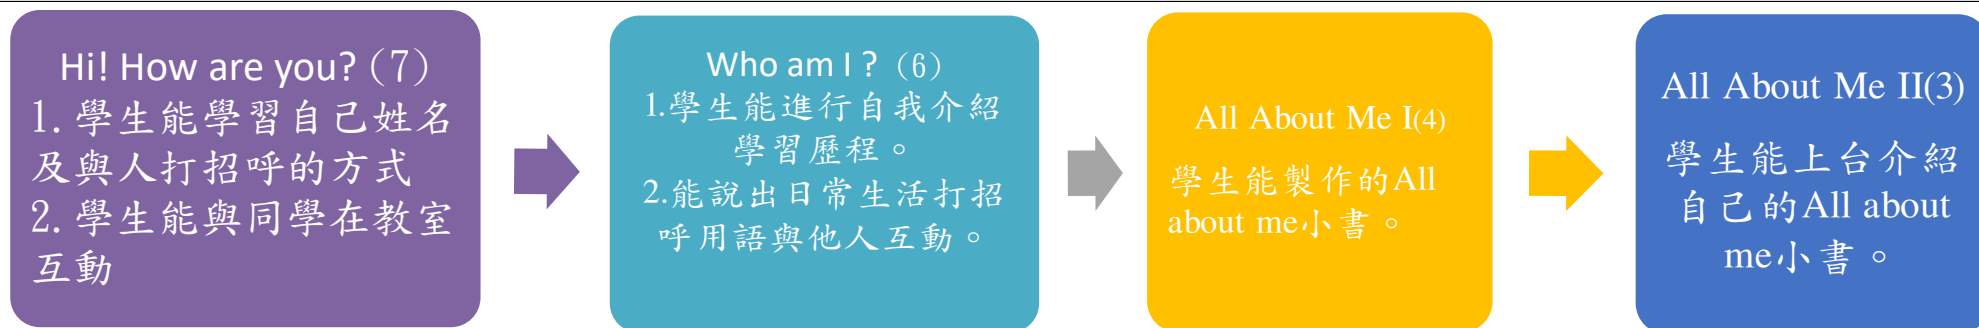 Hi! How are you?（7）
1. 學生能學習自己姓名
及與人打招呼的方式
2. 學生能與同學在教室
互動
Who am I ?（6）
1.學生能進行自我介紹
學習歷程。
2.能說出日常生活打招
呼用語與他人互動。
All About Me I(4)
學生能製作的All
about me小書。
All About Me II(3)
學生能上台介紹
自己的All about
me小書。